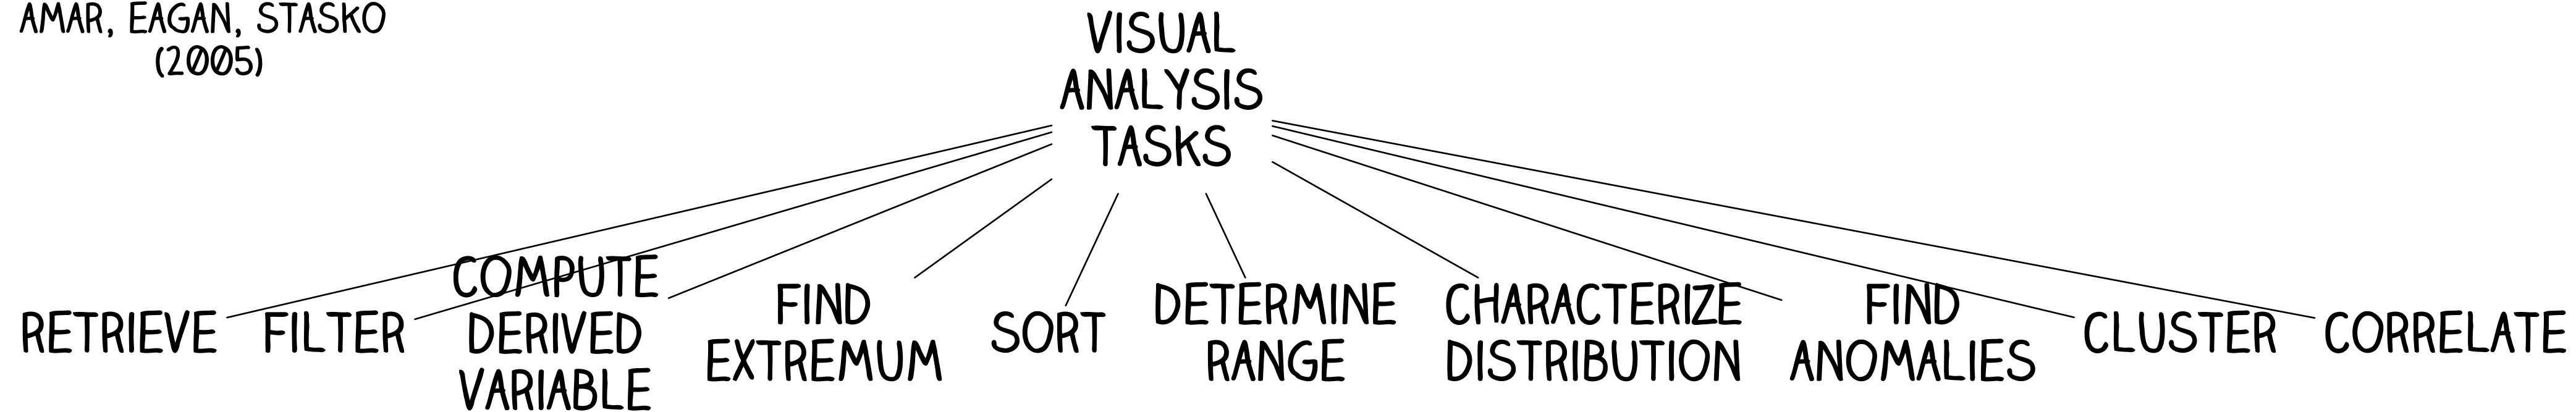 AMAR, EAGAN, STASKO
(2005)
VISUAL
ANALYSIS
TASKS
RETRIEVE
FILTER
COMPUTE
DERIVED
VARIABLE
FIND
EXTREMUM
SORT
DETERMINE
RANGE
CHARACTERIZE
DISTRIBUTION
FIND
ANOMALIES
CLUSTER
CORRELATE